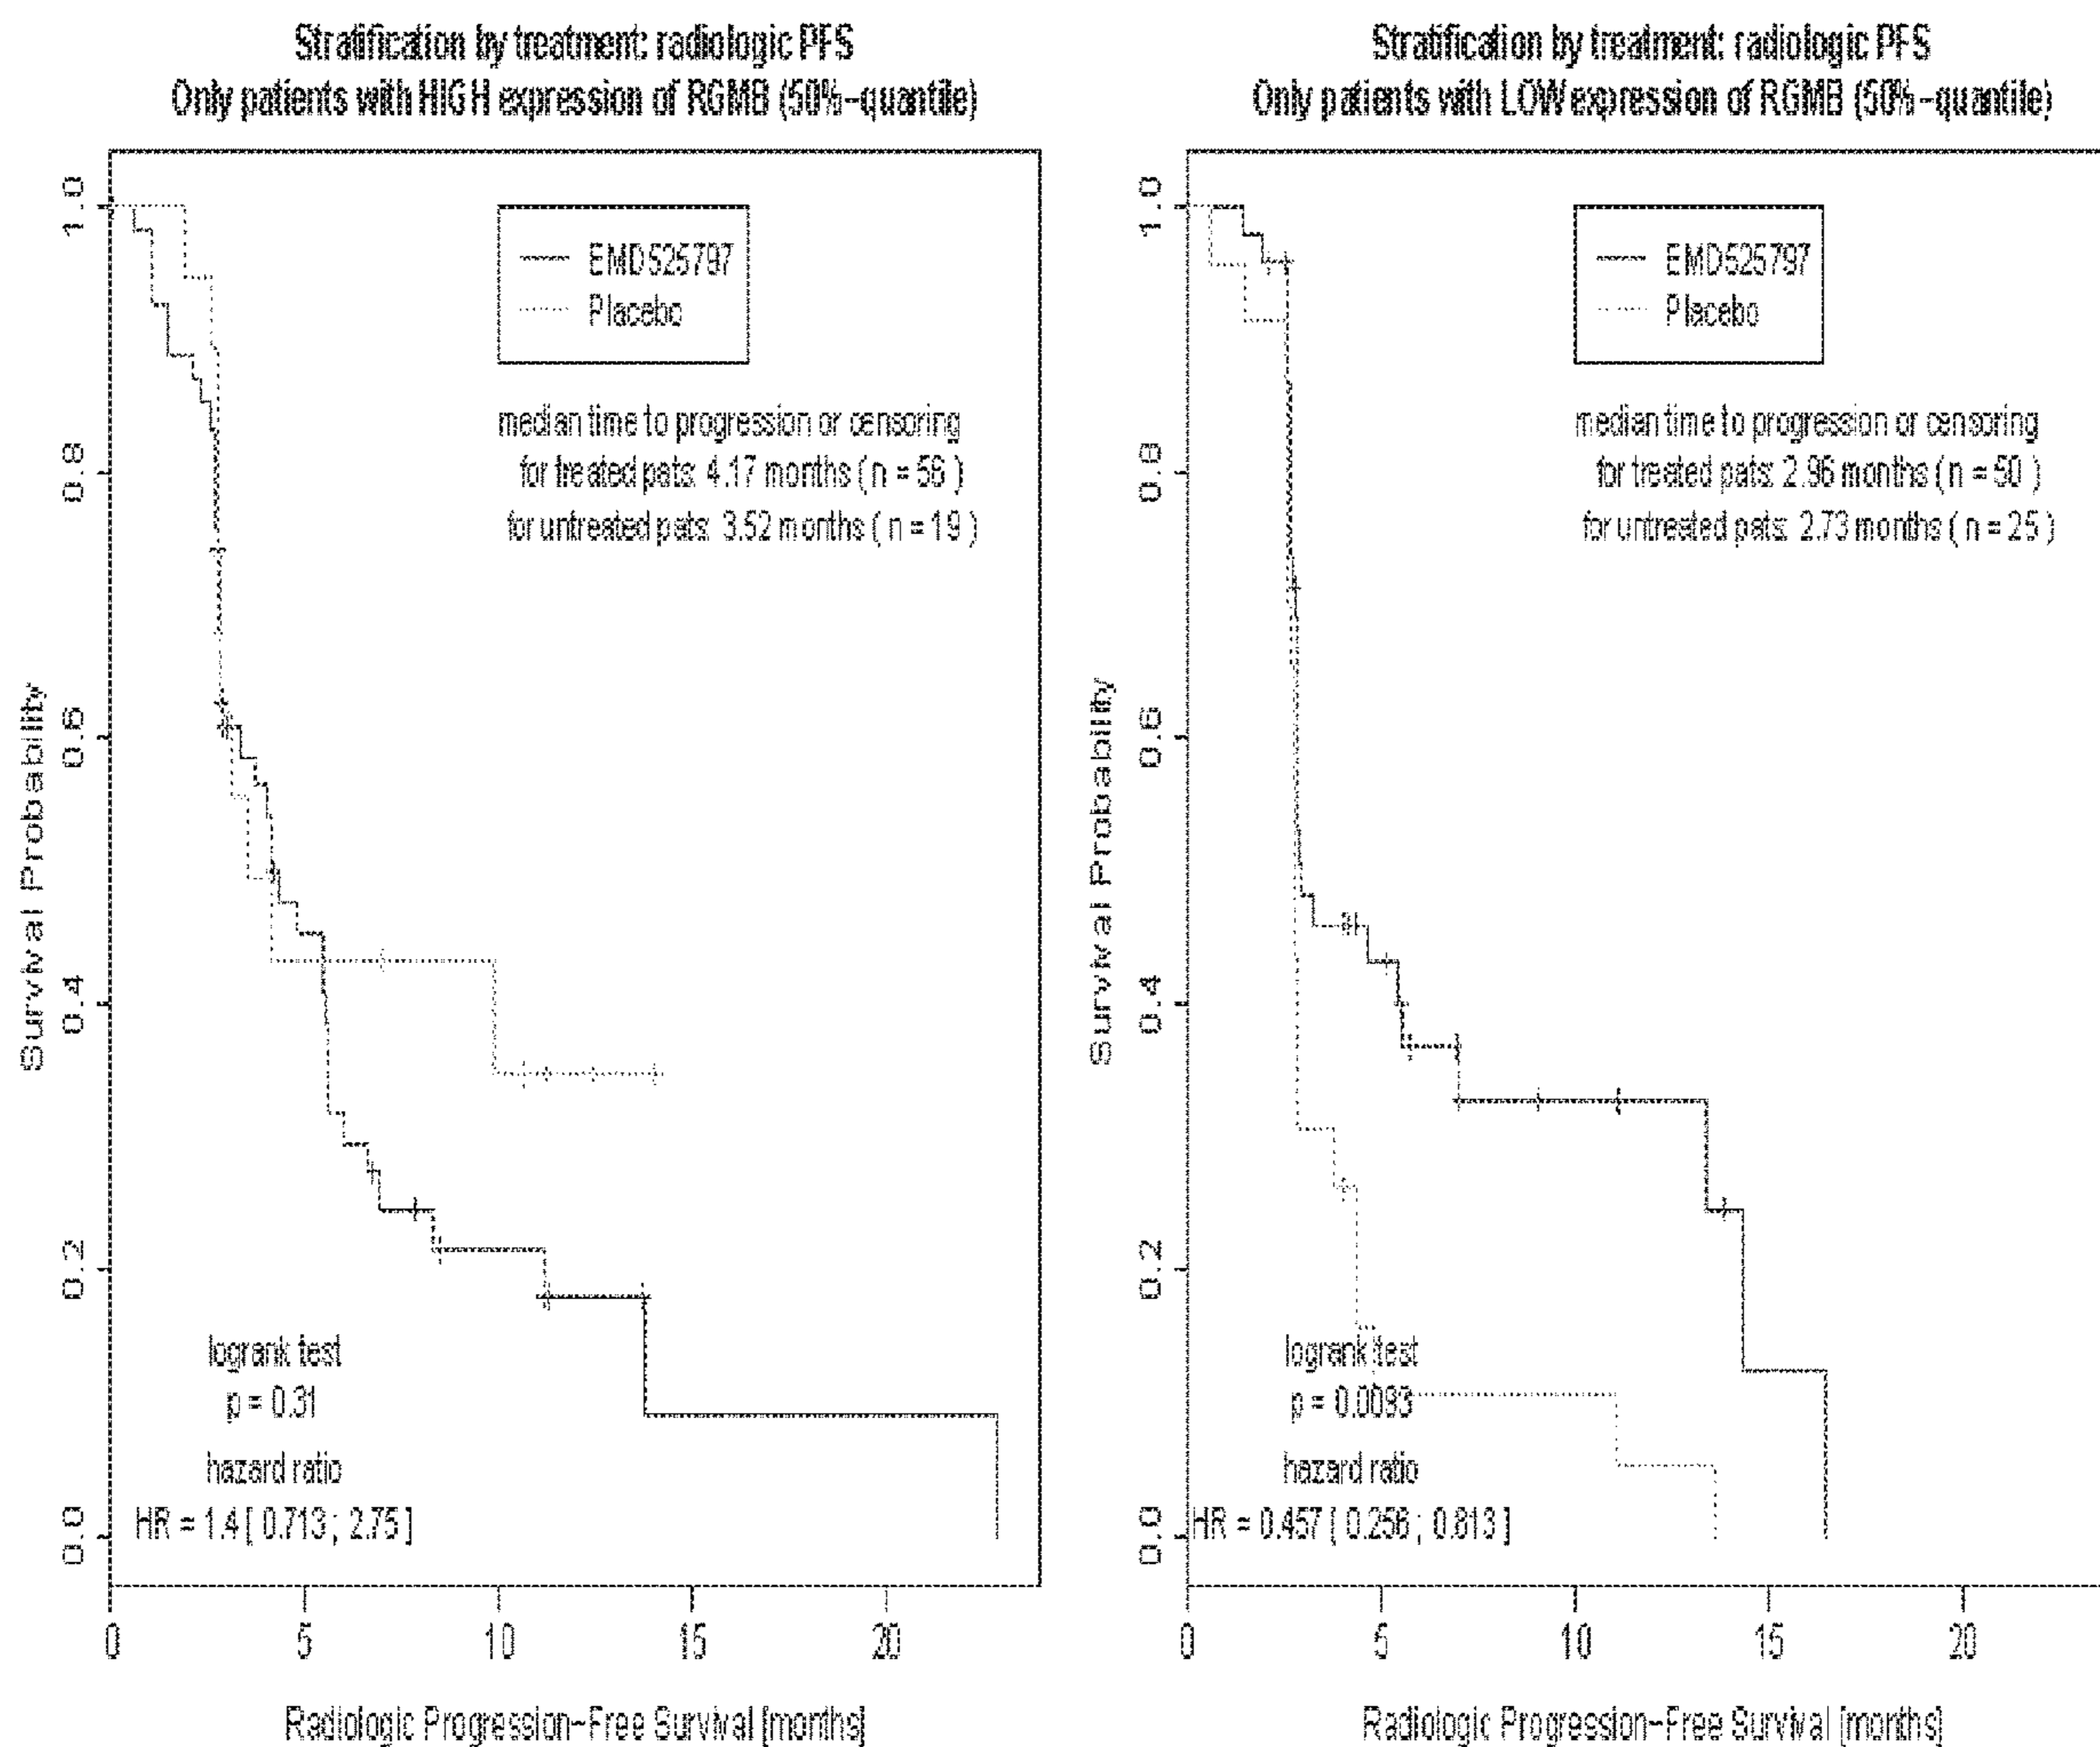 Stratification by treatment: radiologic PFS
Only patients with HIGH expression of RGMB (50%-quantile)
1.0
0.8
0.6
0.4
0.2
0.0
Survival Probability
EMD525797
Placebo
median time to progression or censoring
for treated pats: 4.17 months ( n = 56 )
for untreated pats: 3.52 months ( n = 19 )
logrank test
p = 0.31
hazard ratio
HR = 1.4 [ 0.713 ; 2.75 ]
0 5 10 15 20
Radiologic Progression-Free Survival [months]
Stratification by treatment: radiologic PFS
Only patients with LOW expression of RGMB (50%-quantile)
1.0
0.8
0.6
0.4
0.2
0.0
Survival Probability
EMD525797
Placebo
median time to progression or censoring
for treated pats: 2.96 months ( n = 50 )
for untreated pats: 2.73 months ( n = 25 )
logrank test
p =
hazard ratio
HR = 0.457 [ 0.256 ; 0.813 ]
0 5 10 15 20
Radiologic Progression-Free Survival [months]